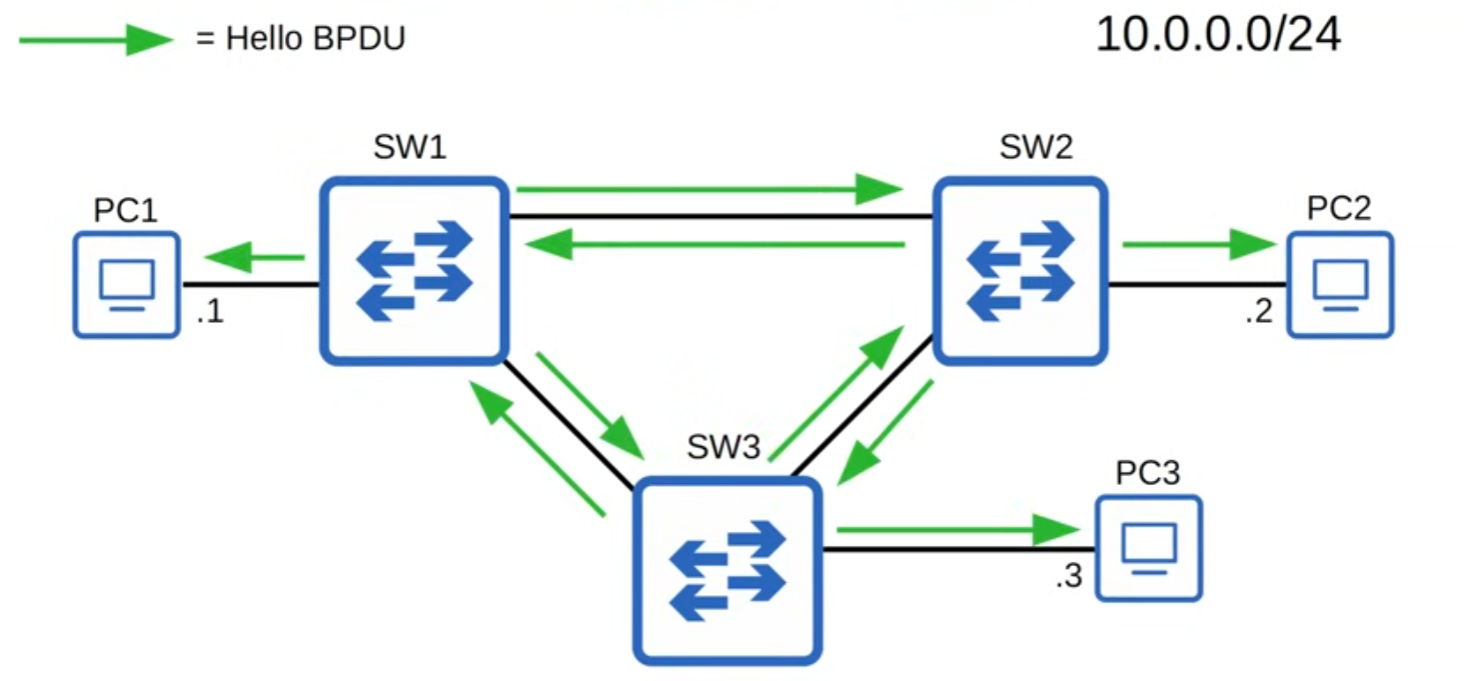 = Hello BPDU
10.0.0.0/24
SW1
SW2
PC1
PC2
.1
.2
SW3
PC3
.3